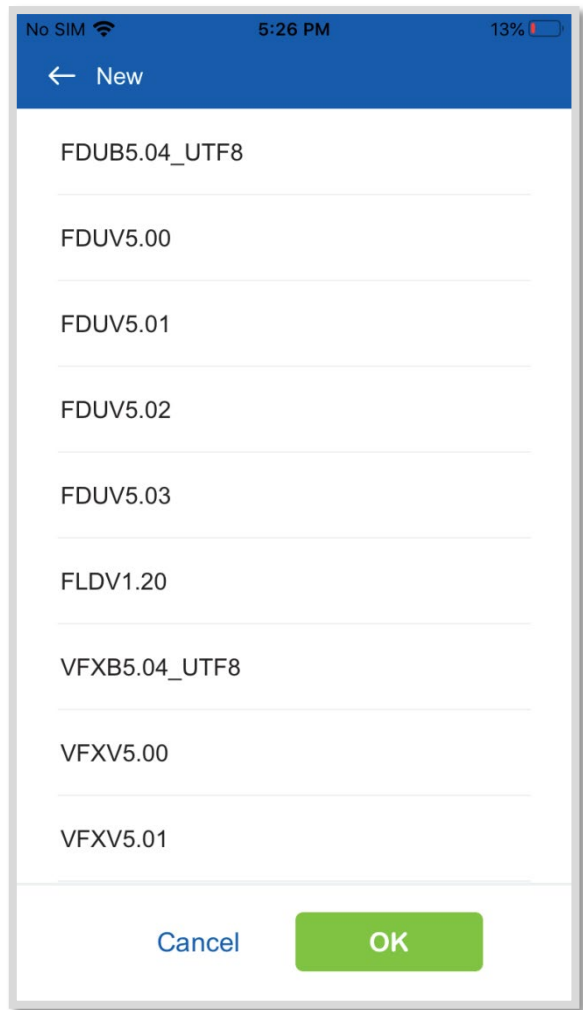 No SIM 5:26 PM 13%
← New
FDUB5.04_UTF8
FDUV5.00
FDUV5.01
FDUV5.02
FDUV5.03
FLDV1.20
VFXB5.04_UTF8
VFXV5.00
VFXV5.01
Cancel OK